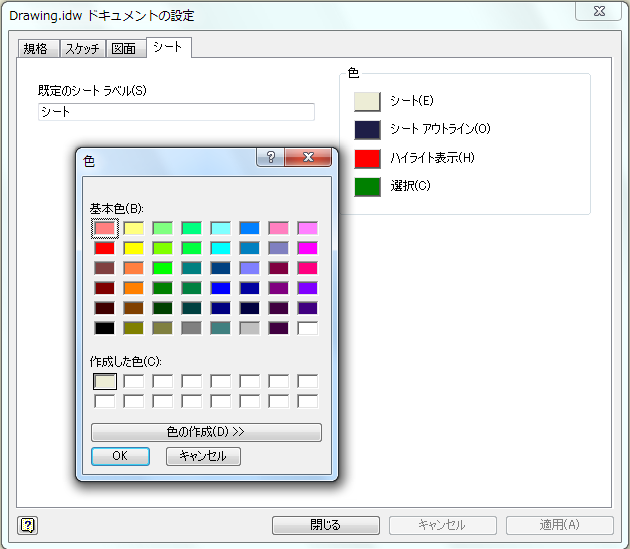 Drawing.idw ドキュメントの設定
規格 スケッチ 図面 シート
既定のシート ラベル(S)
シート
色
シート(E)
シート アウトライン(O)
ハイライト表示(H)
選択(C)
色
基本色(B):
作成した色(C):
色の作成(D) >>
OK キャンセル
閉じる キャンセル 適用(A)